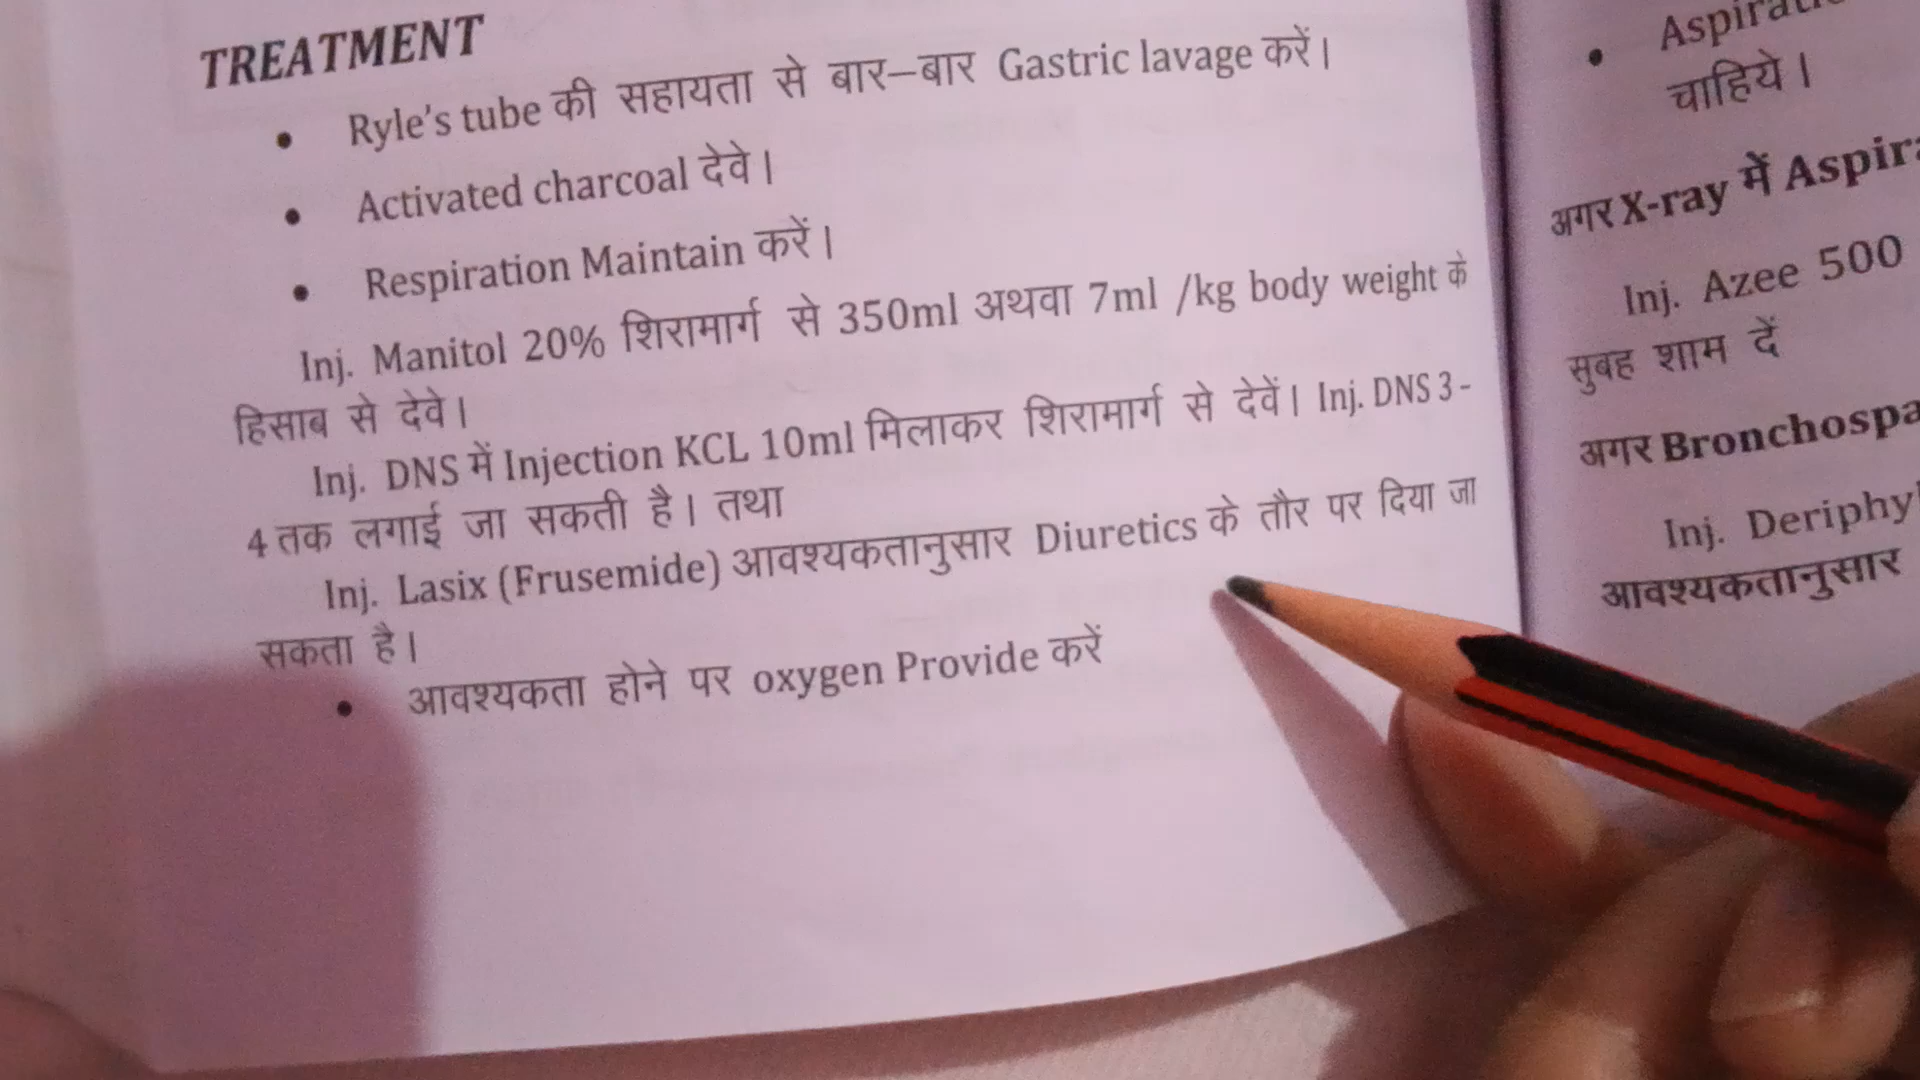 TREATMENT
• Ryle's tube की सहायता से बार–बार Gastric lavage करें।
• Activated charcoal देवे।
• Respiration Maintain करें।
Inj. Manitol 20% शिरामार्ग से 350ml अथवा 7ml /kg body weight के
हिसाब से देवे।
Inj. DNS में Injection KCL 10ml मिलाकर शिरामार्ग से देवें। Inj. DNS 3 -
4 तक लगाई जा सकती है। तथा
Inj. Lasix (Frusemide) आवश्यकतानुसार Diuretics के तौर पर दिया जा
सकता है।
• आवश्यकता होने पर oxygen Provide करें
•
चाहिये।
अगर X-ray में
Inj. Azee 500
सुबह शाम दें
अगर
Inj.
आवश्यकतानुसार